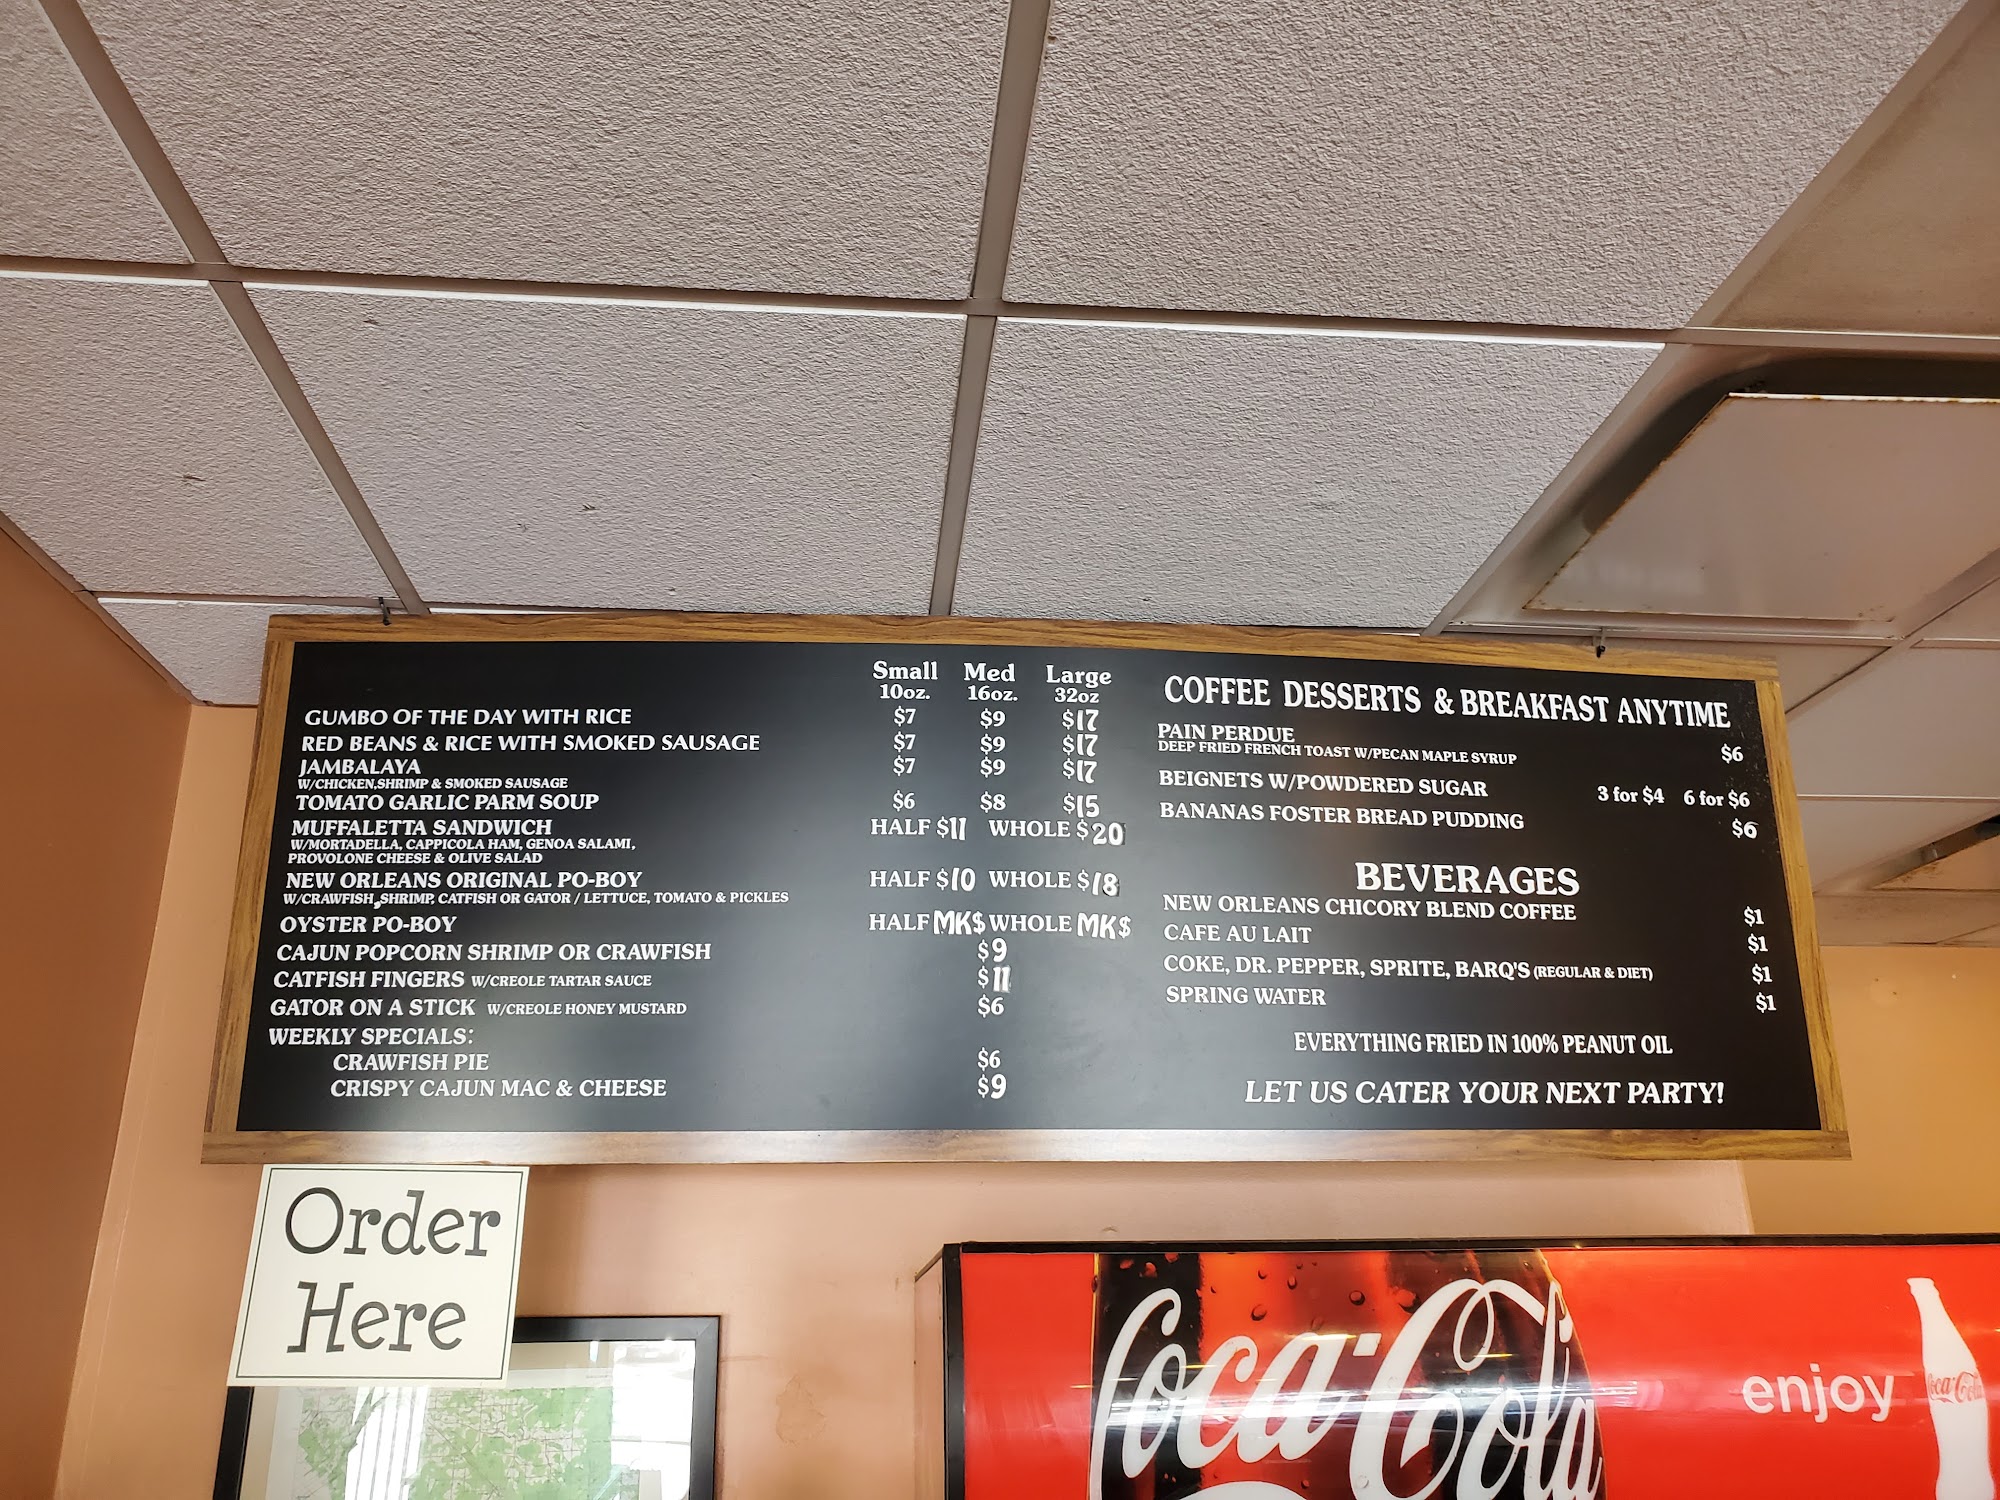 Small Med Large
10oz. 16oz. 32oz
GUMBO OF THE DAY WITH RICE $7 $9 $17
RED BEANS & RICE WITH SMOKED SAUSAGE $7 $9 $17
JAMBALAYA $7 $9 $17
W/CHICKEN,SHRIMP & SMOKED SAUSAGE
TOMATO GARLIC PARM SOUP $6 $8 $15
MUFFALETTA SANDWICH HALF $11 WHOLE $20
W/MORTADELLA, CAPPICOLA HAM, GENOA SALAMI,
PROVOLONE CHEESE & OLIVE SALAD
NEW ORLEANS ORIGINAL PO-BOY HALF $10 WHOLE $18
W/CRAWFISH, SHRIMP, CATFISH OR GATOR / LETTUCE, TOMATO & PICKLES
OYSTER PO-BOY HALF MK$ WHOLE MK$
CAJUN POPCORN SHRIMP OR CRAWFISH $9
CATFISH FINGERS W/CREOLE TARTAR SAUCE $11
GATOR ON A STICK W/CREOLE HONEY MUSTARD $6
WEEKLY SPECIALS:
CRAWFISH PIE $6
CRISPY CAJUN MAC & CHEESE $9
COFFEE DESSERTS & BREAKFAST ANYTIME
PAIN PERDUE
DEEP FRIED FRENCH TOAST W/PECAN MAPLE SYRUP $6
BEIGNETS W/POWDERED SUGAR 3 for $4 6 for $6
BANANAS FOSTER BREAD PUDDING $6
BEVERAGES
NEW ORLEANS CHICORY BLEND COFFEE $1
CAFE AU LAIT $1
COKE, DR. PEPPER, SPRITE, BARQ'S (REGULAR & DIET) $1
SPRING WATER $1
EVERYTHING FRIED IN 100% PEANUT OIL
LET US CATER YOUR NEXT PARTY!
Order
Here
Coca-Cola
enjoy
Coca-Cola